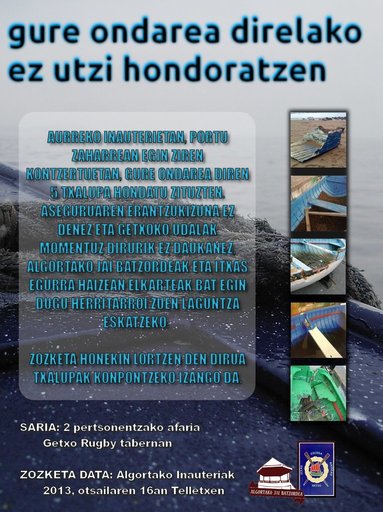 gure ondarea direlako
ez utzi hondoratzen
AURREKO INAUTERIETAN, PORTU
ZAHARREAN EGIN ZIREN
KONTZERTUETAN, GURE ONDAREA DIREN
5 TXALUPA HONDATU ZITUZTEN.
ASEGURUAREN ERANTZUKIZUNA EZ
DENEZ ETA GETXOKO UDALAK
MOMENTUZ DIRURIK EZ DAUKANEZ
ALGORTAKO JAI BATZORDEAK ETA ITXAS
EGURRA HAIZEAN ELKARTEAK BAT EGIN
DOGU HERRITARROI ZUEN LAGUNTZA
ESKATZEKO.
ZOZKETA HONEKIN LORTZEN DEN DIRUA
TXALUPAK KONPONTZEKO IZANGO DA.
SARIA: 2 pertsonentzako afaria
Getxo Rugby tabernan
ZOZKETA DATA: Algortako Inauteriak
2013, otsailaren 16an Telletxen
ALGORTAKO JAI BATZORDEA